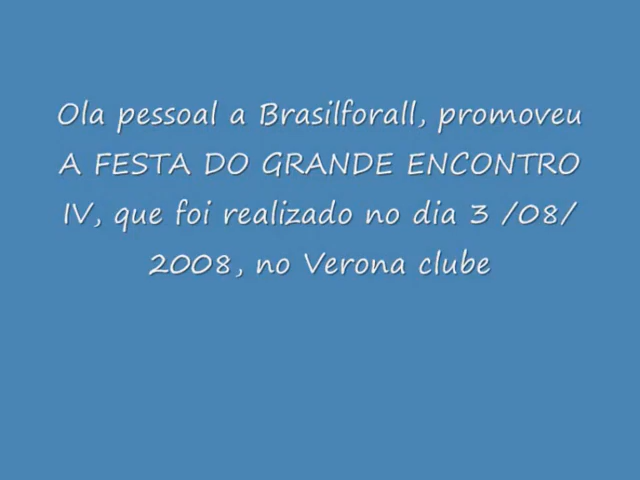 Ola pessoal a Brasilforall, promoveu
A FESTA DO GRANDE ENCONTRO
IV, que foi realizado no dia 3 /08/
2008, no Verona clube